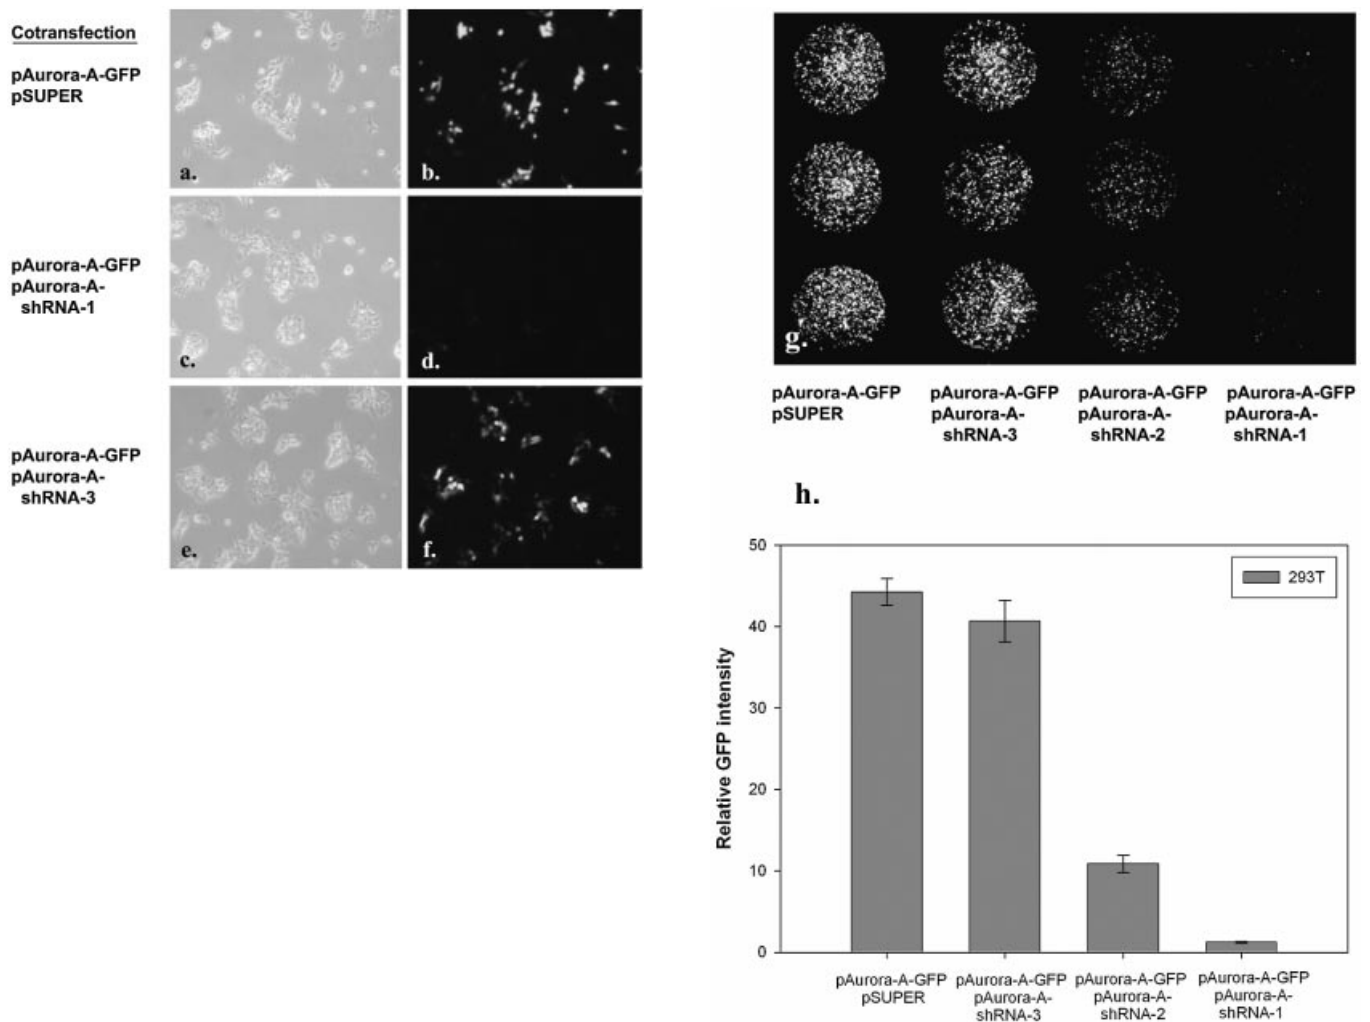 Cotransfection
pAurora-A-GFP
pSUPER
a.
b.
pAurora-A-GFP
pAurora-A-
shRNA-1
c.
d.
pAurora-A-GFP
pAurora-A-
shRNA-3
e.
f.
g.
pAurora-A-GFP
pSUPER
pAurora-A-GFP
pAurora-A-
shRNA-3
pAurora-A-GFP
pAurora-A-
shRNA-2
pAurora-A-GFP
pAurora-A-
shRNA-1
h.
50
40
30
20
10
0
Relative GFP intensity
293T
pAurora-A-GFP
pSUPER
pAurora-A-GFP
pAurora-A-
shRNA-3
pAurora-A-GFP
pAurora-A-
shRNA-2
pAurora-A-GFP
pAurora-A-
shRNA-1